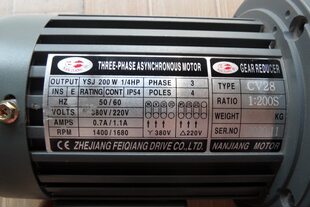 THREE-PHASE ASYNCHRONOUS MOTOR
OUTPUT YSJ 200W 1/4HP PHASE 3
INS E RATING CONT IP54 POLES 4
HZ 50/60
VOLTS 380V/220V
AMPS 0.7A/1.1A
RPM 1400/1680
Y 380V △ 220V
CE ZHEJIANG FEIQIANG DRIVE CO.,LTD.
GEAR REDUCER
TYPE CV28
RATIO 1:200S
WEIGHT KG
SER.NO
NANJIANG MOTOR